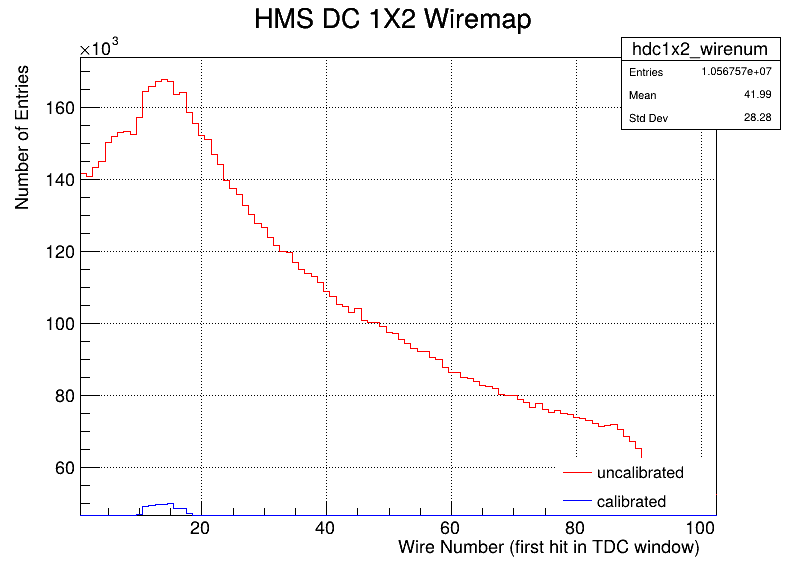 HMS DC 1X2 Wiremap
×10³
hdc1x2_wirenum
Entries 1.056757e+07
Mean 41.99
Std Dev 28.28
Number of Entries
160
140
120
100
80
60
uncalibrated
calibrated
20 40 60 80 100
Wire Number (first hit in TDC window)